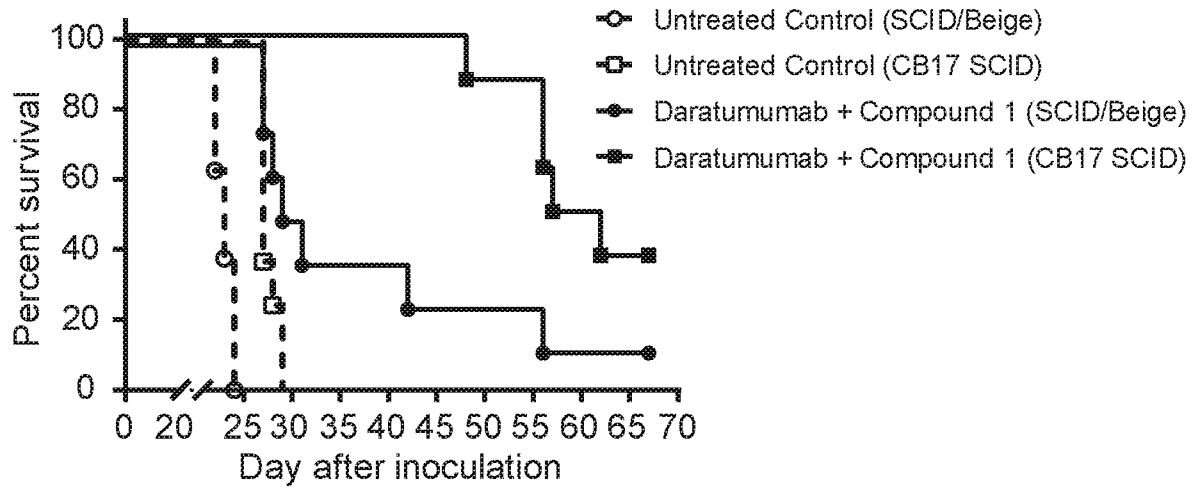 Untreated Control (SCID/Beige)
Untreated Control (CB17 SCID)
Daratumumab + Compound 1 (SCID/Beige)
Daratumumab + Compound 1 (CB17 SCID)
Percent survival
100
80
60
40
20
0
0 20 25 30 35 40 45 50 55 60 65 70
Day after inoculation